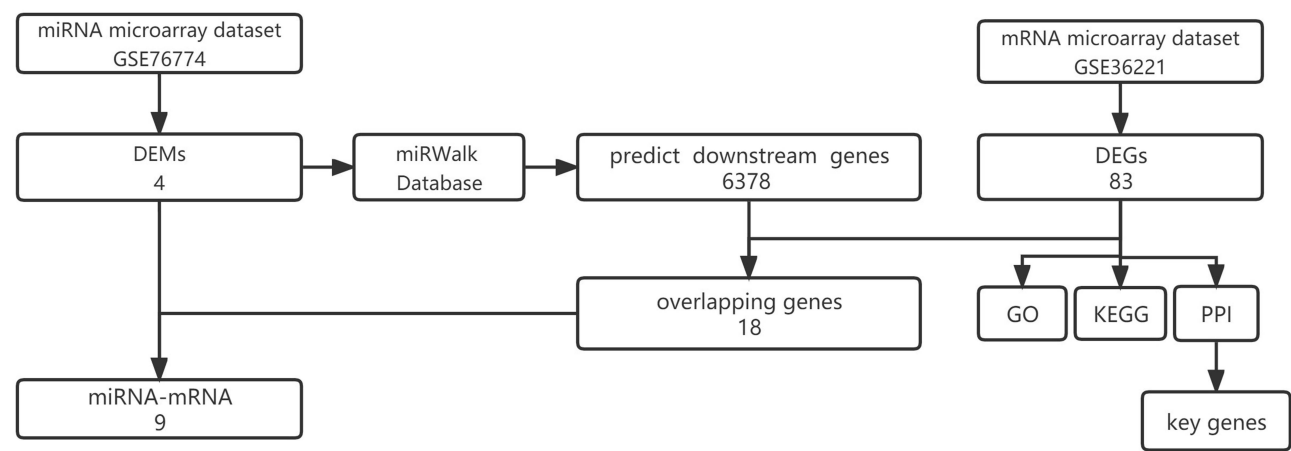 miRNA microarray dataset
GSE76774
mRNA microarray dataset
GSE36221
DEMs
4
miRWalk
Database
predict downstream genes
6378
DEGs
83
overlapping genes
18
GO
KEGG
PPI
miRNA-mRNA
9
key genes